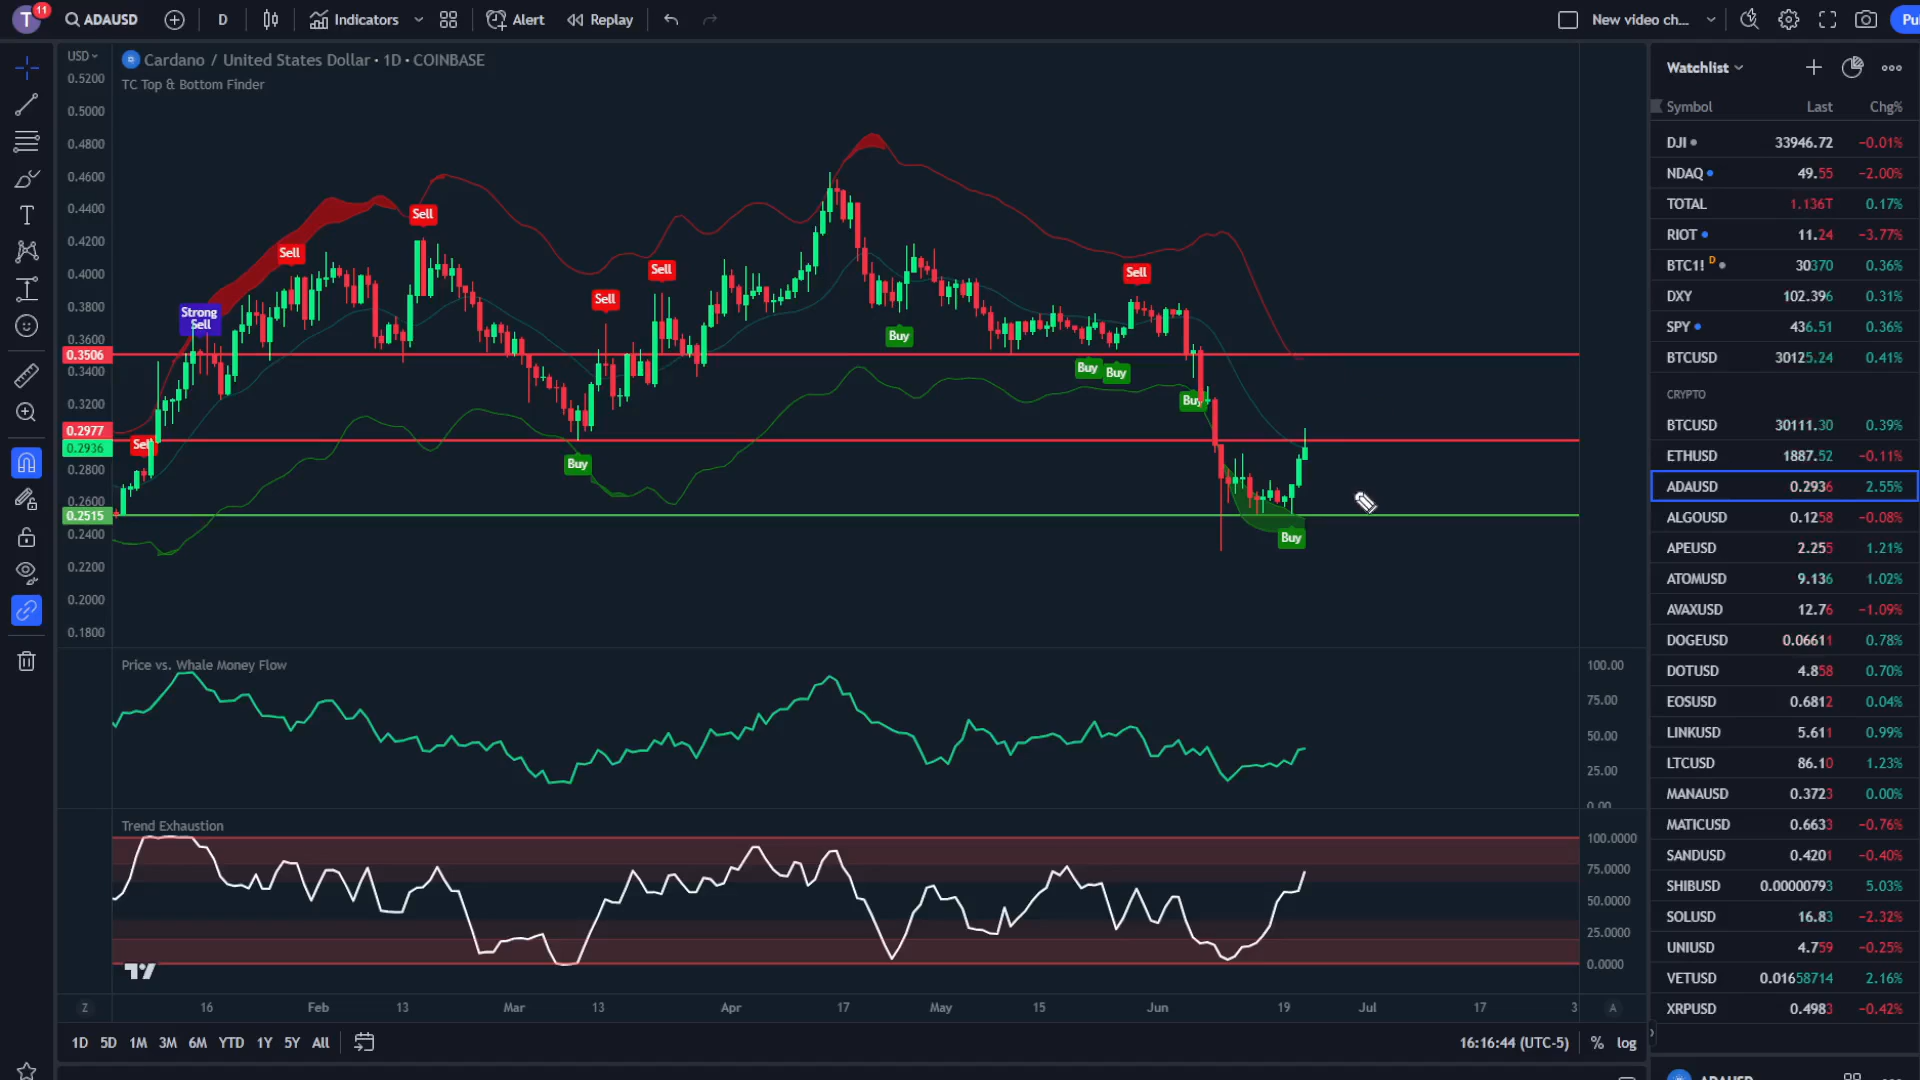 T 11 ADAUSD D Indicators Alert Replay New video ch...
USD
Cardano / United States Dollar • 1D • COINBASE
TC Top & Bottom Finder
0.5200
0.5000
0.4800
0.4600
0.4400
0.4200
0.4000
0.3800
0.3600
0.3506
0.3400
0.3200
0.2977
0.2936
0.2800
0.2600
0.2515
0.2400
0.2200
0.2000
0.1800
Sell
Strong
Sell
Sell
Sell
Buy
Sell
Sell
Buy
Buy
Buy
Sell
Buy
Buy
Price vs. Whale Money Flow
100.00
75.00
50.00
25.00
0.00
Trend Exhaustion
100.0000
75.0000
50.0000
25.0000
0.0000
Z 16 Feb 13 Mar 13 Apr 17 May 15 Jun 19 Jul 17 3 A
1D 5D 1M 3M 6M YTD 1Y 5Y All 16:16:44 (UTC-5) % log
Watchlist
Symbol Last Chg%
DJI 33946.72 −0.01%
NDAQ 49.55 −2.00%
TOTAL 1.136T 0.17%
RIOT 11.24 −3.77%
BTC1! D 30370 0.36%
DXY 102.396 0.31%
SPY 436.51 0.36%
BTCUSD 30125.24 0.41%
CRYPTO
BTCUSD 30111.30 0.39%
ETHUSD 1887.52 −0.11%
ADAUSD 0.2936 2.55%
ALGOUSD 0.1258 −0.08%
APEUSD 2.255 1.21%
ATOMUSD 9.136 1.02%
AVAXUSD 12.76 −1.09%
DOGEUSD 0.06611 0.78%
DOTUSD 4.858 0.70%
EOSUSD 0.6812 0.04%
LINKUSD 5.611 0.99%
LTCUSD 86.10 1.23%
MANAUSD 0.3723 0.00%
MATICUSD 0.6633 −0.76%
SANDUSD 0.4201 −0.40%
SHIBUSD 0.00000793 5.03%
SOLUSD 16.83 −2.32%
UNIUSD 4.759 −0.25%
VETUSD 0.01658714 2.16%
XRPUSD 0.4983 −0.42%